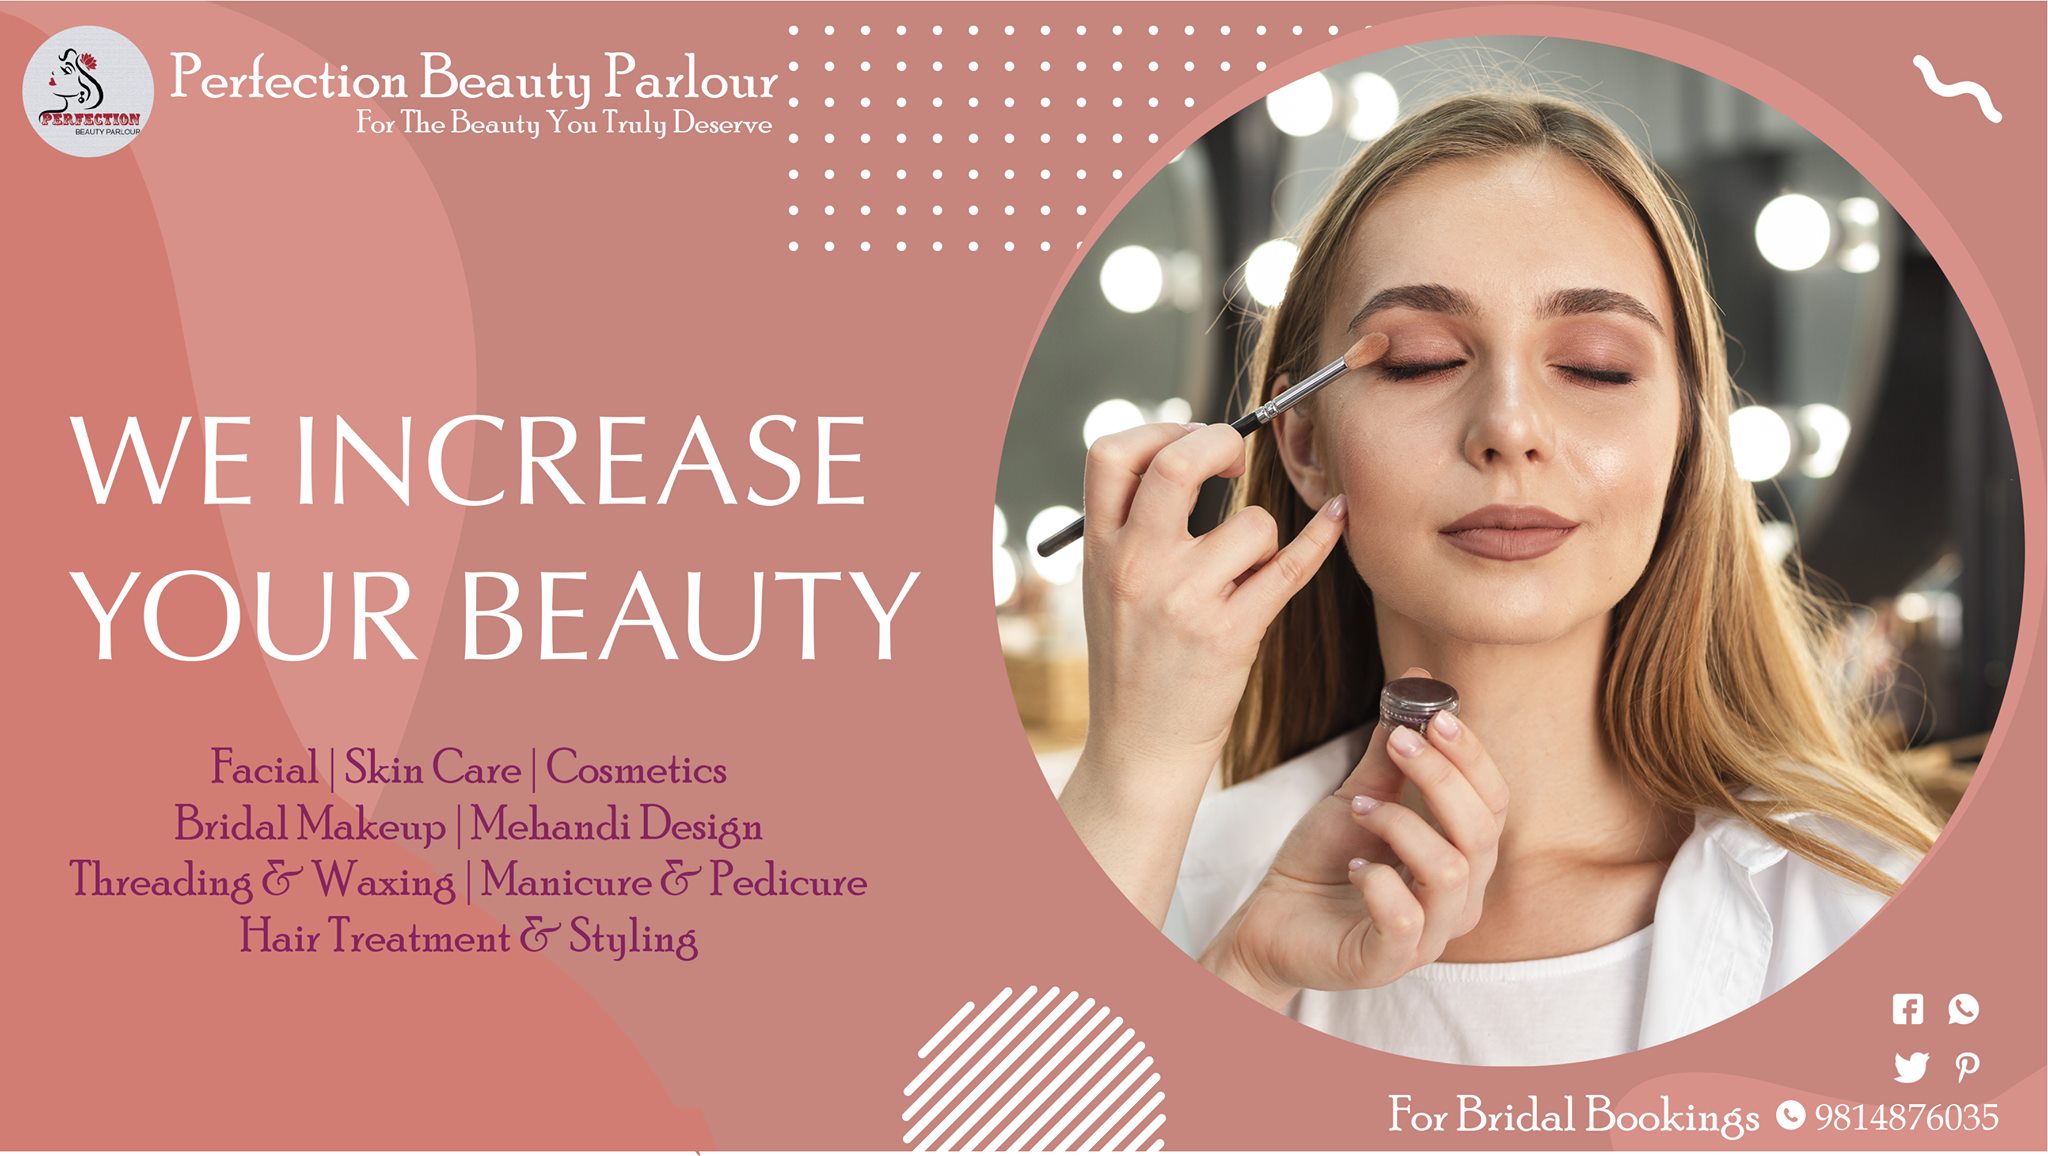 PERFECTION
BEAUTY PARLOUR
Perfection Beauty Parlour
For The Beauty You Truly Deserve
WE INCREASE
YOUR BEAUTY
Facial | Skin Care | Cosmetics
Bridal Makeup | Mehandi Design
Threading & Waxing | Manicure & Pedicure
Hair Treatment & Styling
For Bridal Bookings 9814876035